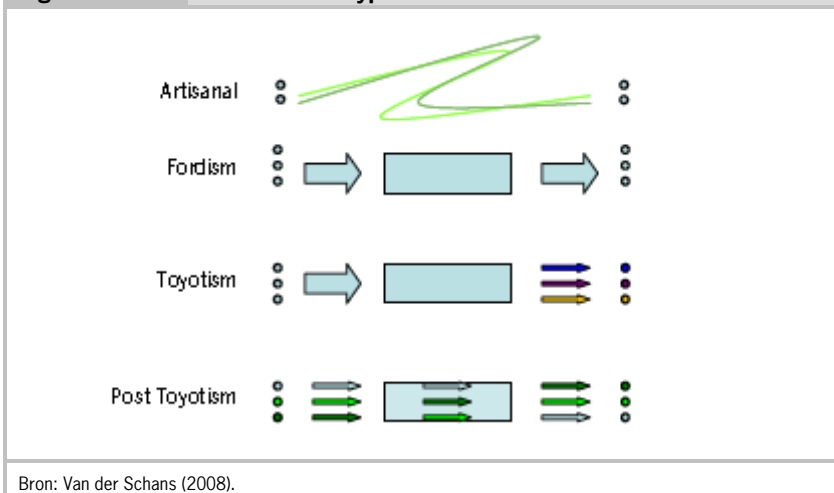 Artisanal
Fordism
Toyotism
Post Toyotism
Bron: Van der Schans (2008).